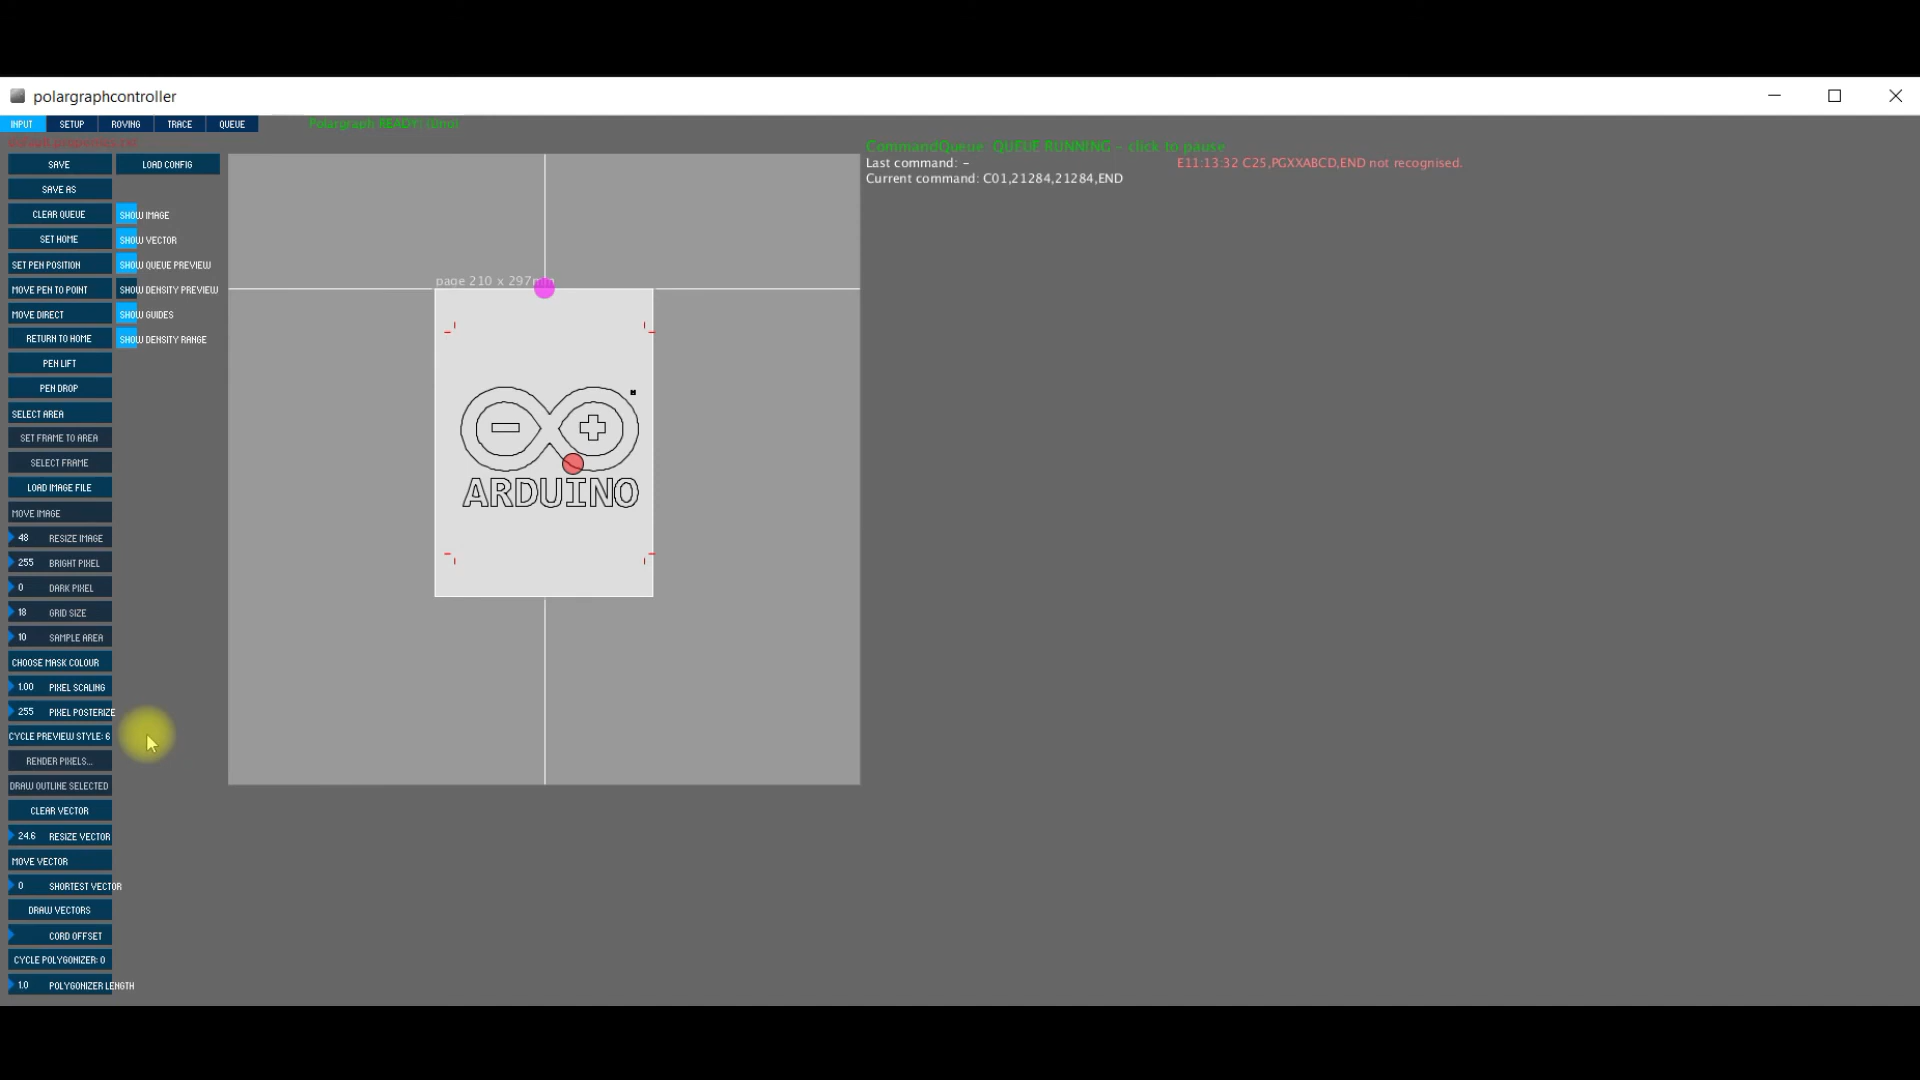 polargraphcontroller
INPUT SETUP ROVING TRACE QUEUE
Polargraph READY! (Uno)
CommandQueue: QUEUE RUNNING - click to pause
Last command: -
E11:13:32 C25,PGXXABCD,END not recognised.
Current command: C01,21284,21284,END
SAVE
LOAD CONFIG
SAVE AS
CLEAR QUEUE
SHOW IMAGE
SET HOME
SHOW VECTOR
SET PEN POSITION
SHOW QUEUE PREVIEW
MOVE PEN TO POINT
SHOW DENSITY PREVIEW
MOVE DIRECT
SHOW GUIDES
RETURN TO HOME
SHOW DENSITY RANGE
PEN LIFT
PEN DROP
SELECT AREA
SET FRAME TO AREA
SELECT FRAME
LOAD IMAGE FILE
MOVE IMAGE
48 RESIZE IMAGE
255 BRIGHT PIXEL
0 DARK PIXEL
18 GRID SIZE
10 SAMPLE AREA
CHOOSE MASK COLOUR
1.00 PIXEL SCALING
255 PIXEL POSTERIZE
CYCLE PREVIEW STYLE: 6
RENDER PIXELS...
DRAW OUTLINE SELECTED
CLEAR VECTOR
24.6 RESIZE VECTOR
MOVE VECTOR
0 SHORTEST VECTOR
DRAW VECTORS
CORD OFFSET
CYCLE POLYGONIZER: 0
1.0 POLYGONIZER LENGTH
page 210 x 297
ARDUINO